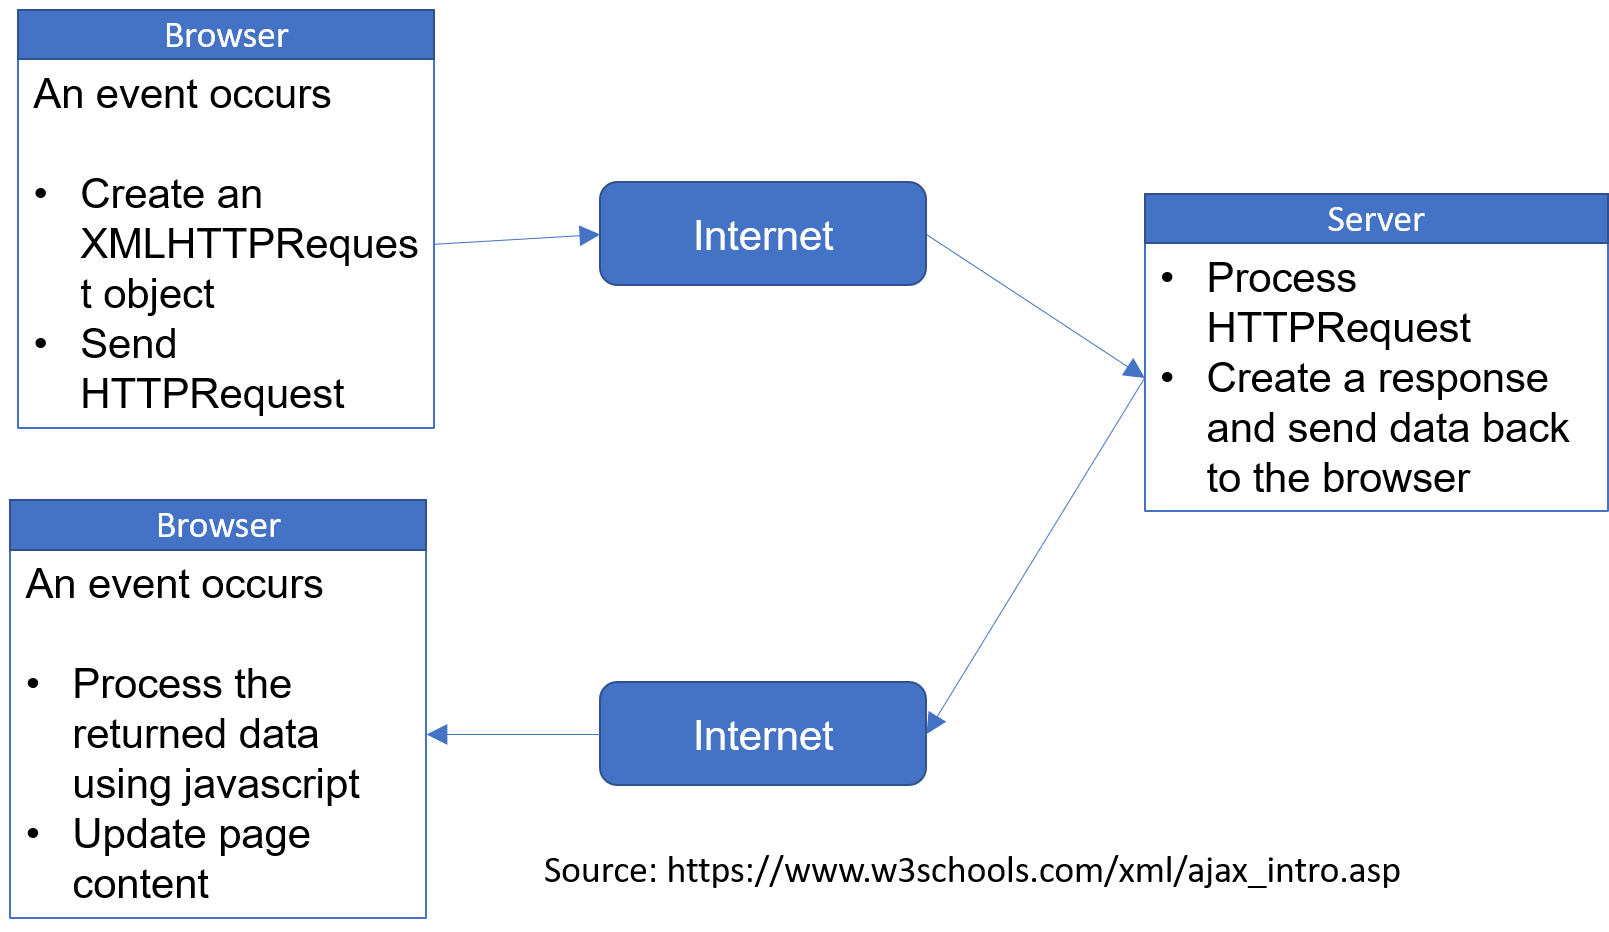 Browser
An event occurs
• Create an
XMLHTTPReques
t object
• Send
HTTPRequest
Internet
Server
• Process
HTTPRequest
• Create a response
and send data back
to the browser
Browser
An event occurs
• Process the
returned data
using javascript
• Update page
content
Internet
Source: https://www.w3schools.com/xml/ajax_intro.asp